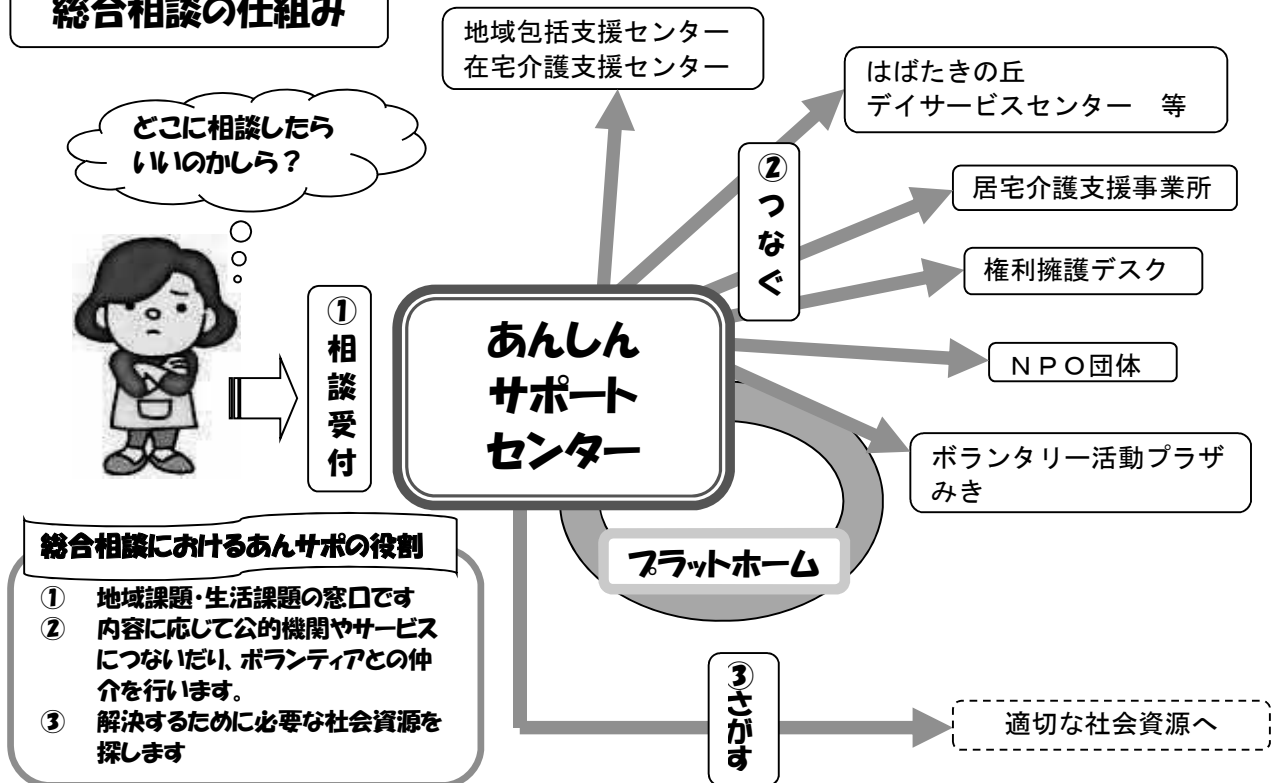 総合相談の仕組み
地域包括支援センター
在宅介護支援センター
はばたきの丘
デイサービスセンター　等
どこに相談したら
いいのかしら？
②つなぐ
居宅介護支援事業所
権利擁護デスク
①相談受付
あんしん
サポート
センター
ＮＰＯ団体
ボランタリー活動プラザ
みき
プラットホーム
総合相談におけるあんサポの役割
①　地域課題・生活課題の窓口です
②　内容に応じて公的機関やサービス
につないだり、ボランティアとの仲
介を行います。
③　解決するために必要な社会資源を
探します
③さがす
適切な社会資源へ